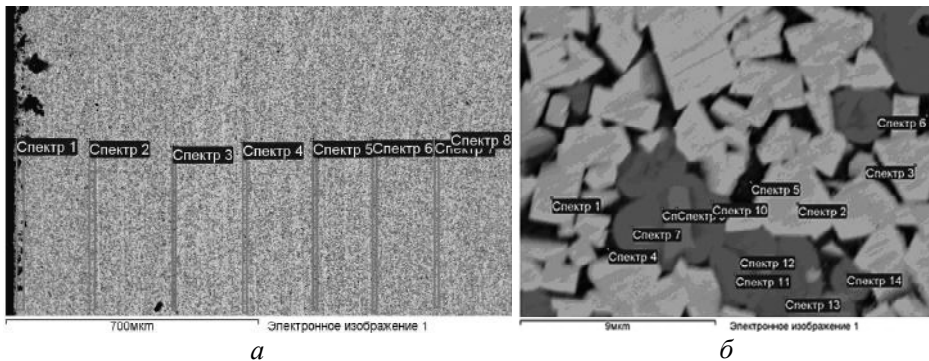 Спектр 1
Спектр 2
Спектр 3
Спектр 4
Спектр 5
Спектр 6
Спектр 7
Спектр 8
700мкм
Электронное изображение 1
а
Спектр 6
Спектр 3
Спектр 5
Спектр 1
Спектр 10
Спектр 2
Спектр 7
Спектр 4
Спектр 12
Спектр 11
Спектр 14
Спектр 13
9мкм
Электронное изображение 1
б